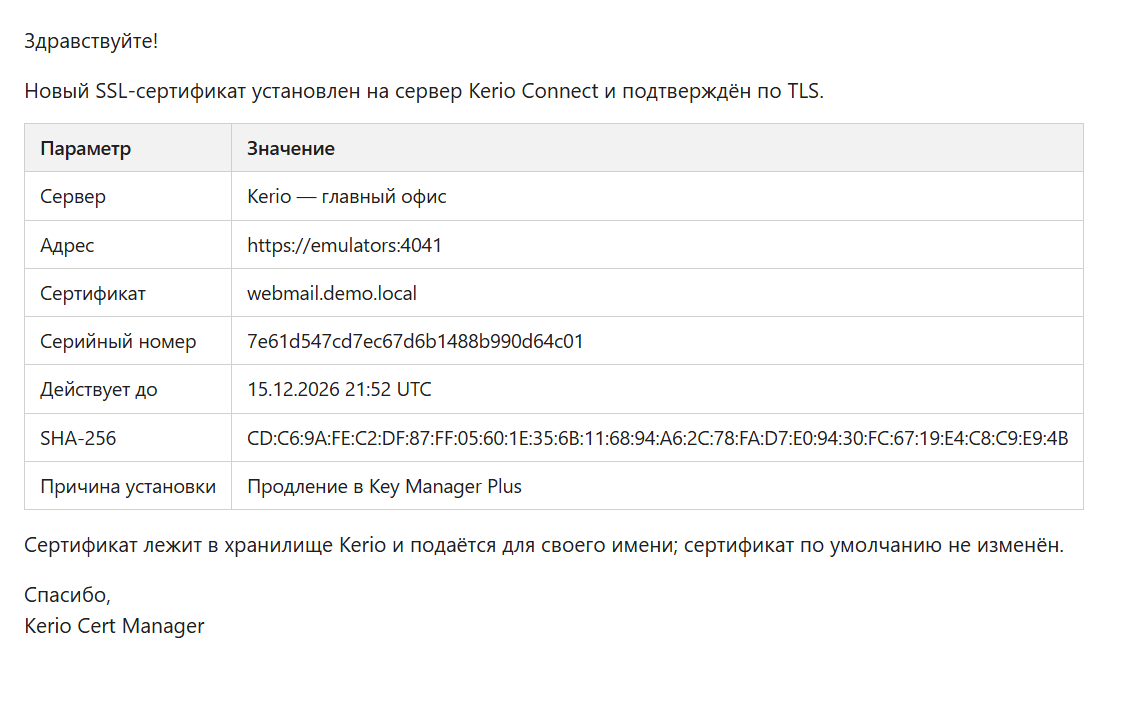 Здравствуйте!
Новый SSL-сертификат установлен на сервер Kerio Connect и подтверждён по TLS.
Параметр Значение
Сервер Kerio — главный офис
Адрес https://emulators:4041
Сертификат webmail.demo.local
Серийный номер 7e61d547cd7ec67d6b1488b990d64c01
Действует до 15.12.2026 21:52 UTC
SHA-256 CD:C6:9A:FE:C2:DF:87:FF:05:60:1E:35:6B:11:68:94:A6:2C:78:FA:D7:E0:94:30:FC:67:19:E4:C8:C9:E9:4B
Причина установки Продление в Key Manager Plus
Сертификат лежит в хранилище Kerio и подаётся для своего имени; сертификат по умолчанию не изменён.
Спасибо,
Kerio Cert Manager